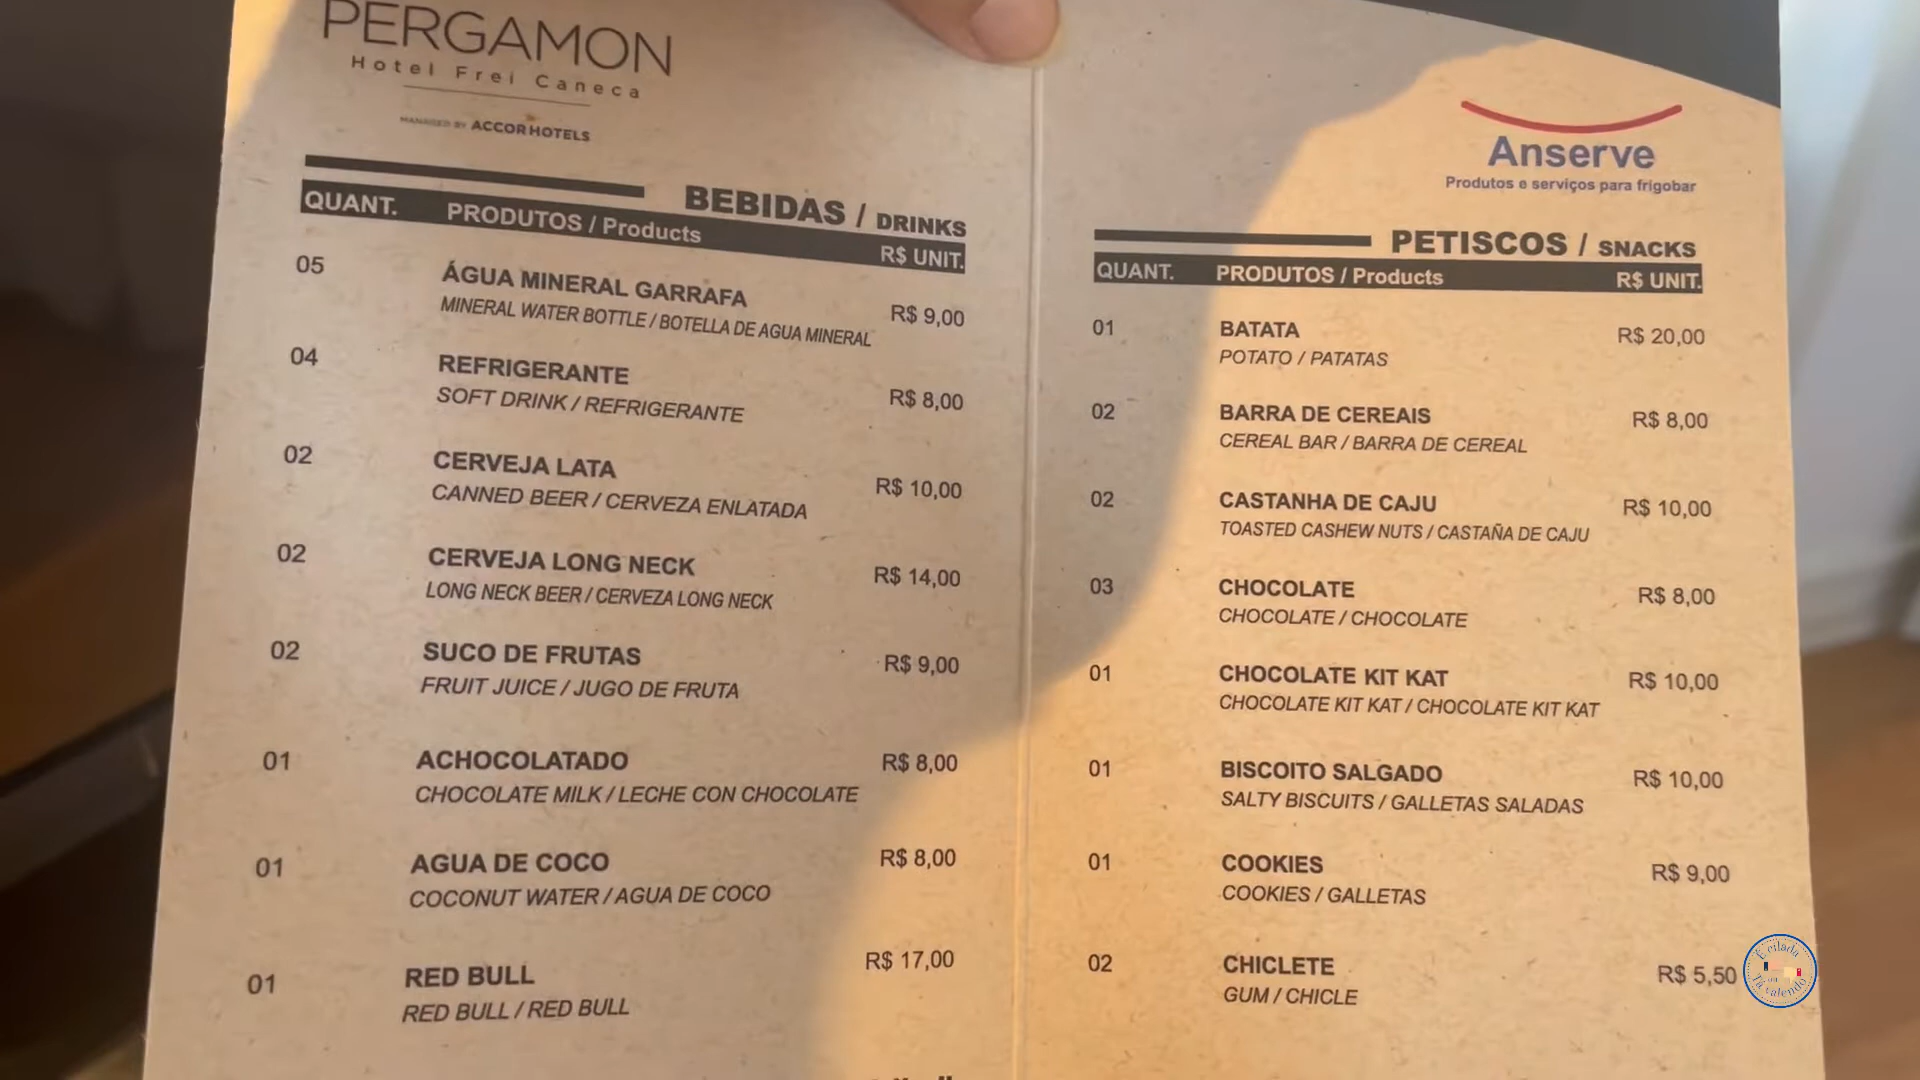 PERGAMON
Hotel Frei Caneca
MANAGED BY ACCORHOTELS
BEBIDAS / DRINKS
QUANT. PRODUTOS / Products R$ UNIT.
05 ÁGUA MINERAL GARRAFA R$ 9,00
MINERAL WATER BOTTLE / BOTELLA DE AGUA MINERAL
04 REFRIGERANTE R$ 8,00
SOFT DRINK / REFRIGERANTE
02 CERVEJA LATA R$ 10,00
CANNED BEER / CERVEZA ENLATADA
02 CERVEJA LONG NECK R$ 14,00
LONG NECK BEER / CERVEZA LONG NECK
02 SUCO DE FRUTAS R$ 9,00
FRUIT JUICE / JUGO DE FRUTA
01 ACHOCOLATADO R$ 8,00
CHOCOLATE MILK / LECHE CON CHOCOLATE
01 AGUA DE COCO R$ 8,00
COCONUT WATER / AGUA DE COCO
01 RED BULL R$ 17,00
RED BULL / RED BULL
Anserve
Produtos e serviços para frigobar
PETISCOS / SNACKS
QUANT. PRODUTOS / Products R$ UNIT.
01 BATATA R$ 20,00
POTATO / PATATAS
02 BARRA DE CEREAIS R$ 8,00
CEREAL BAR / BARRA DE CEREAL
02 CASTANHA DE CAJU R$ 10,00
TOASTED CASHEW NUTS / CASTAÑA DE CAJU
03 CHOCOLATE R$ 8,00
CHOCOLATE / CHOCOLATE
01 CHOCOLATE KIT KAT R$ 10,00
CHOCOLATE KIT KAT / CHOCOLATE KIT KAT
01 BISCOITO SALGADO R$ 10,00
SALTY BISCUITS / GALLETAS SALADAS
01 COOKIES R$ 9,00
COOKIES / GALLETAS
02 CHICLETE R$ 5,50
GUM / CHICLE
É cilada
ou
Tá valendo